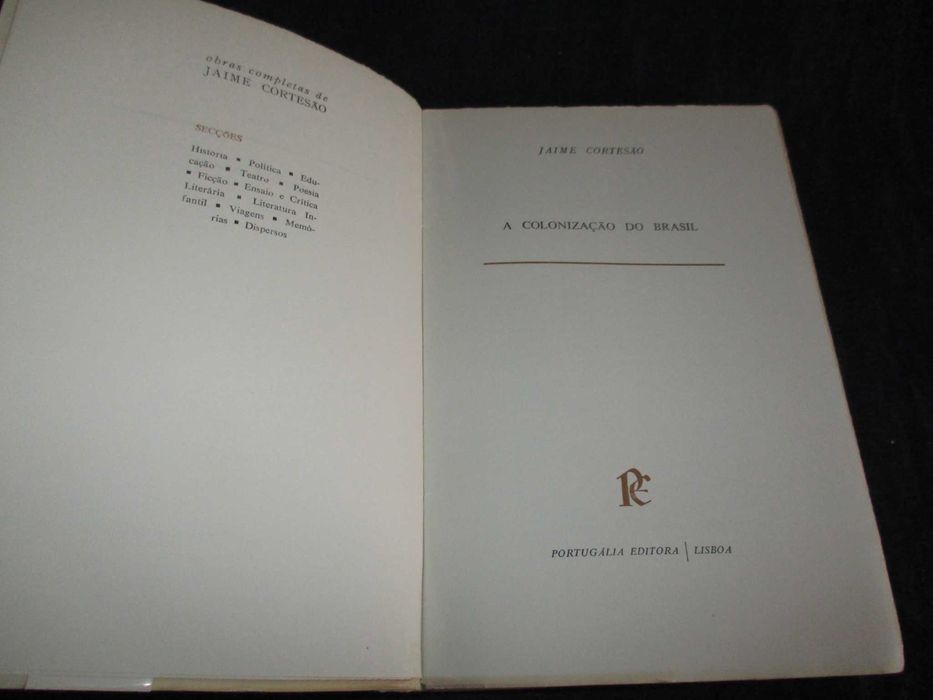 obras completas de
JAIME CORTESÃO
SECÇÕES
História ▪ Política ▪ Edu-
cação ▪ Teatro ▪ Poesia
▪ Ficção ▪ Ensaio e Crítica
Literária ▪ Literatura In-
fantil ▪ Viagens ▪ Memó-
rias ▪ Dispersos
JAIME CORTESÃO
A COLONIZAÇÃO DO BRASIL
PE
PORTUGÁLIA EDITORA | LISBOA